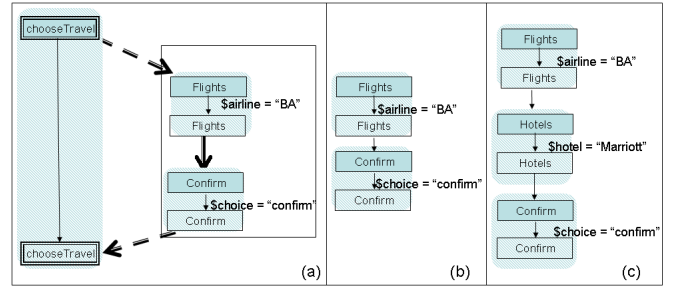 chooseTravel
Flights
$airline = “BA”
Flights
Confirm
$choice = “confirm”
Confirm
chooseTravel
(a)
Flights
$airline = “BA”
Flights
Confirm
$choice = “confirm”
Confirm
(b)
Flights
$airline = “BA”
Flights
Hotels
$hotel = “Marriott”
Hotels
Confirm
$choice = “confirm”
Confirm
(c)